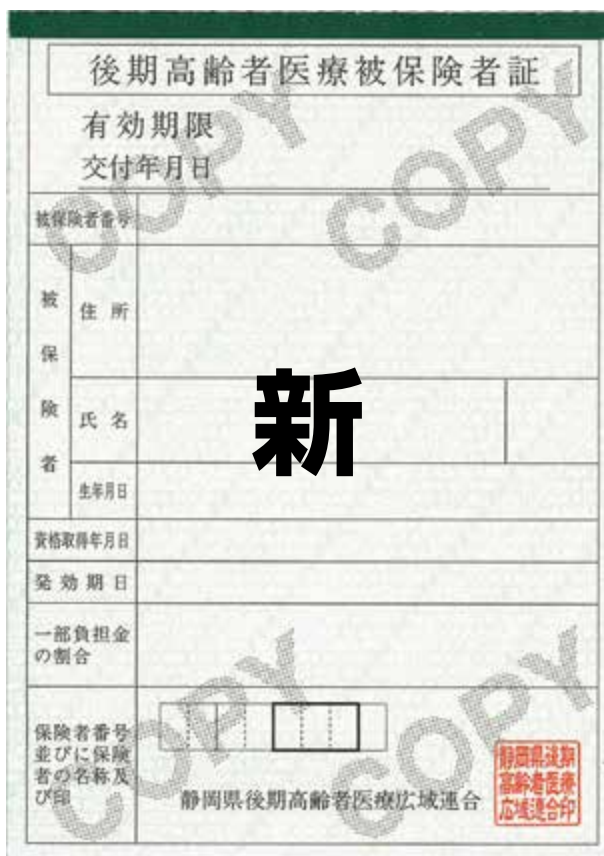 後期高齢者医療被保険者証
有効期限
交付年月日
被保険者番号
被保険者
住所
氏名
新
生年月日
資格取得年月日
発効期日
一部負担金
の割合
保険者番号
並びに保険
者の名称及
び印
静岡県後期高齢者医療広域連合
静岡県後期
高齢者医療
広域連合印
COPY
COPY
COPY
COPY